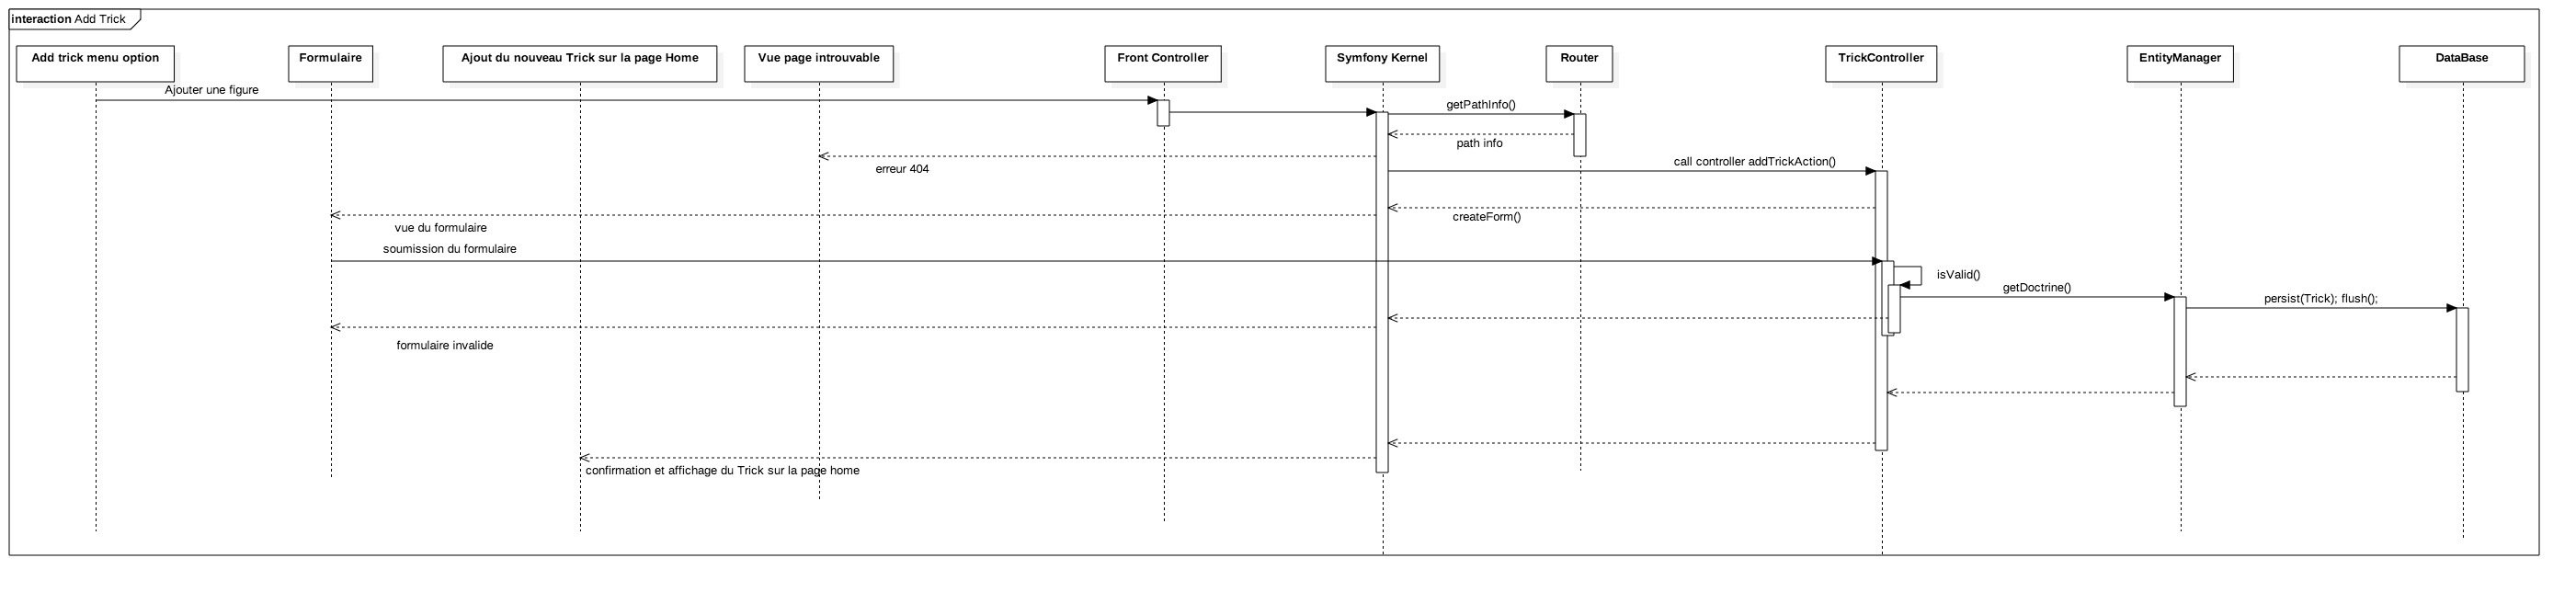 interaction Add Trick
Add trick menu option
Formulaire
Ajout du nouveau Trick sur la page Home
Vue page introuvable
Front Controller
Symfony Kernel
Router
TrickController
EntityManager
DataBase
Ajouter une figure
getPathInfo()
path info
erreur 404
call controller addTrickAction()
createForm()
vue du formulaire
soumission du formulaire
isValid()
getDoctrine()
persist(Trick); flush();
formulaire invalide
confirmation et affichage du Trick sur la page home